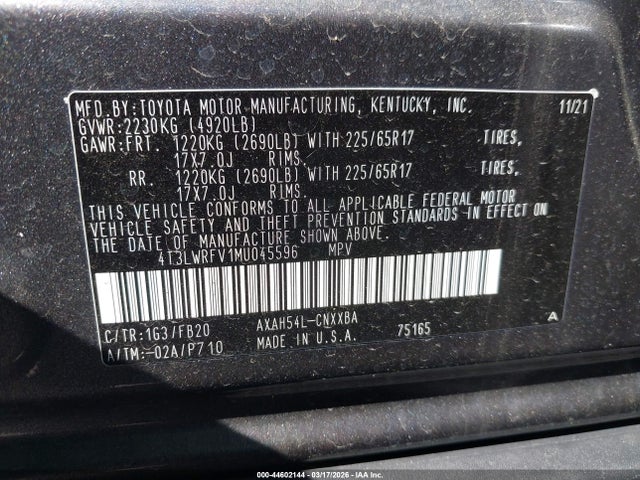 MFD.BY:TOYOTA MOTOR MANUFACTURING, KENTUCKY, INC. 11/21
GVWR:2230KG (4920LB)
GAWR:FRT. 1220KG (2690LB) WITH 225/65R17 TIRES,
17X7.0J RIMS.
RR. 1220KG (2690LB) WITH 225/65R17 TIRES,
17X7.0J RIMS.
THIS VEHICLE CONFORMS TO ALL APPLICABLE FEDERAL MOTOR
VEHICLE SAFETY AND THEFT PREVENTION STANDARDS IN EFFECT ON
THE DATE OF MANUFACTURE SHOWN ABOVE.
4T3LWRFV1MU045596 MPV
C/TR:1G3/FB20 AXAH54L-CNXXBA A
A/TM:-02A/P710 MADE IN U.S.A. 75165
000-44602144 | 03/17/2026 | IAA Inc.